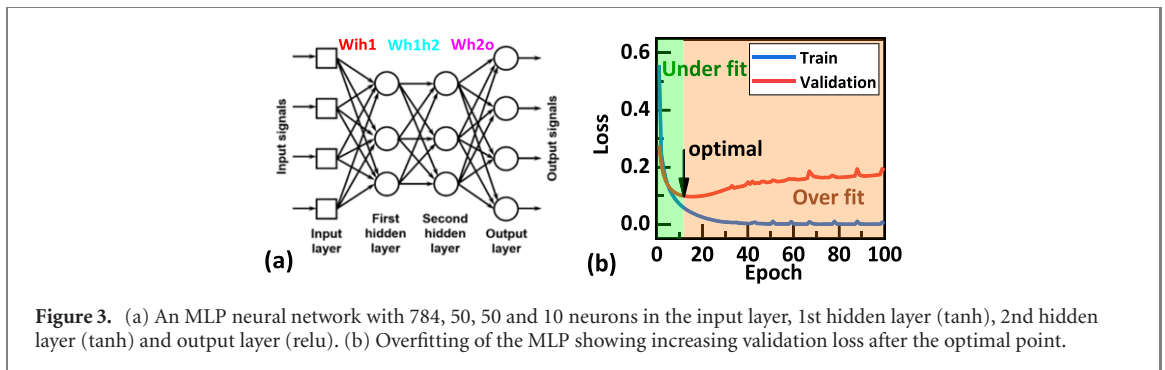 Wih1 Wh1h2 Wh2o
Input signals
Output signals
Input
layer
First
hidden
layer
Second
hidden
layer
Output
layer
(a)
0.6
0.4
0.2
0.0
Loss
Under fit
Train
Validation
optimal
Over fit
0 20 40 60 80 100
Epoch
(b)
Figure 3. (a) An MLP neural network with 784, 50, 50 and 10 neurons in the input layer, 1st hidden layer (tanh), 2nd hidden
layer (tanh) and output layer (relu). (b) Overfitting of the MLP showing increasing validation loss after the optimal point.